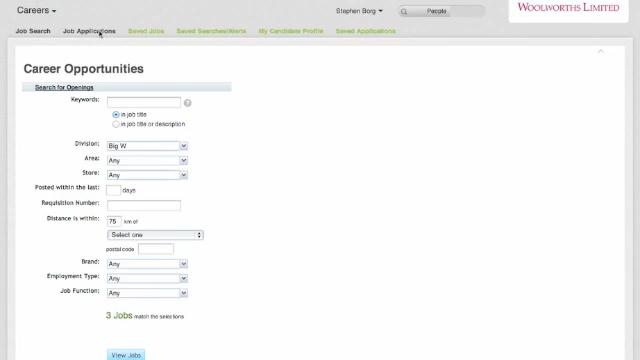 Careers
Stephen Borg
People
WOOLWORTHS LIMITED
Job Search
Job Applications
Saved Jobs
Saved Searches/Alerts
My Candidate Profile
Saved Applications
Career Opportunities
Search for Openings
Keywords:
?
in job title
in job title or description
Division: Big W
Area: Any
Store: Any
Posted within the last: days
Requisition Number:
Distance is within: 75 km of
Select one
postal code
Brand: Any
Employment Type: Any
Job Function: Any
3 Jobs match the selections
View Jobs